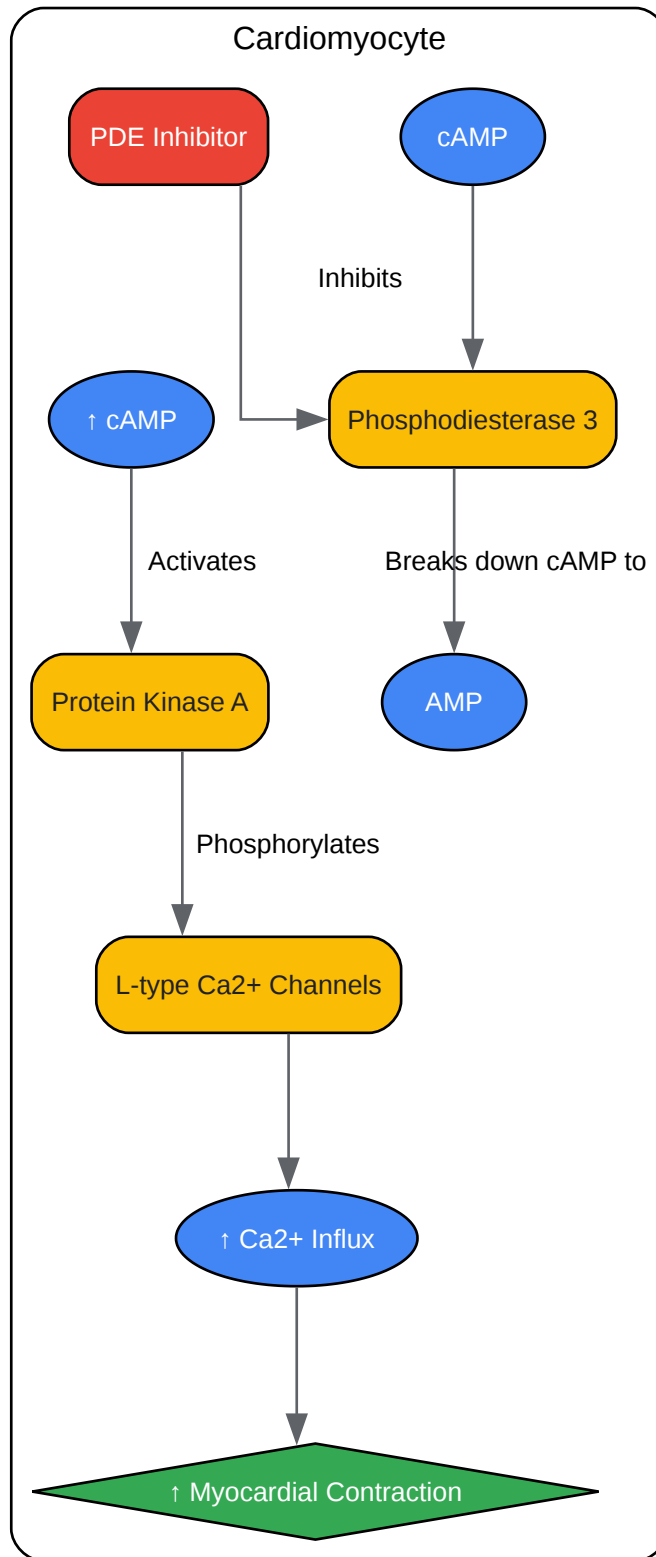 Cardiomyocyte
PDE Inhibitor
cAMP
Inhibits
↑ cAMP
Phosphodiesterase 3
Activates
Breaks down cAMP to
Protein Kinase A
AMP
Phosphorylates
L-type Ca2+ Channels
↑ Ca2+ Influx
↑ Myocardial Contraction